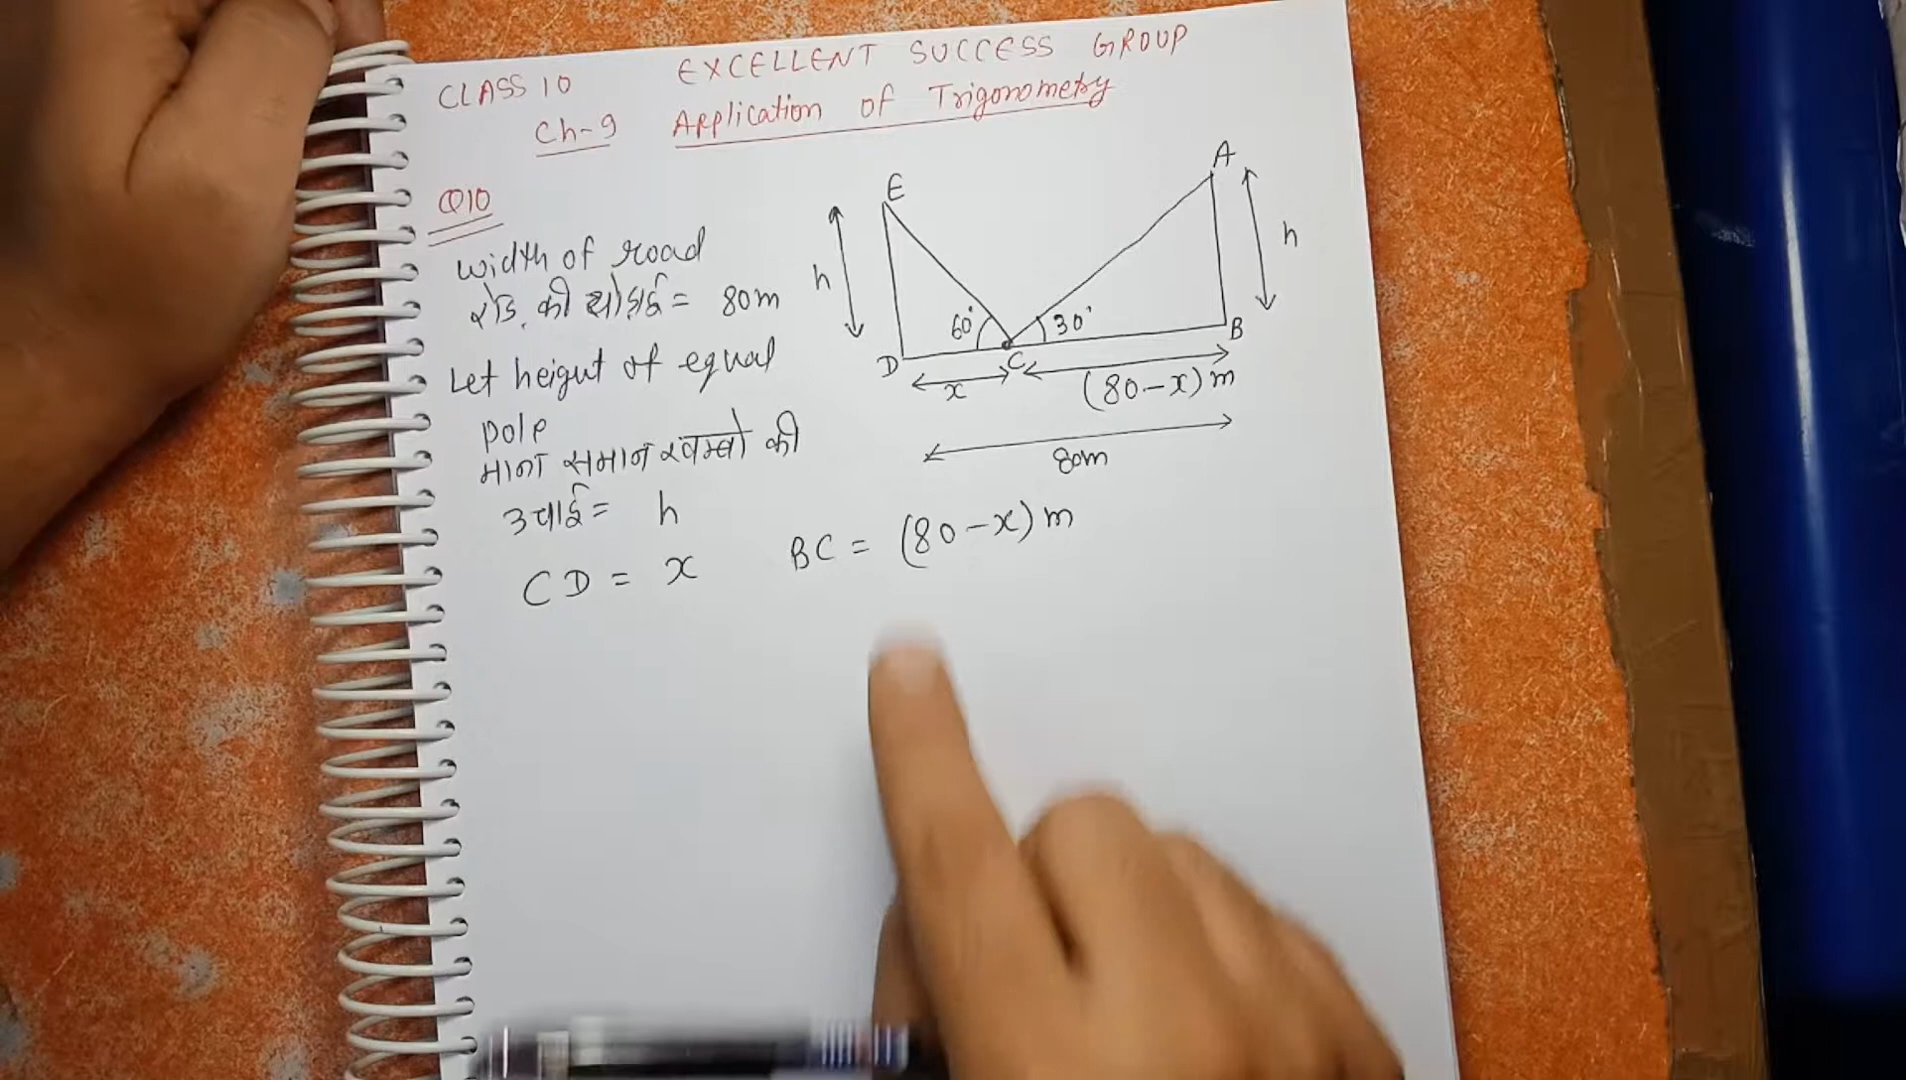 CLASS 10 EXCELLENT SUCCESS GROUP
Ch-9 Application of Trigonometry
Q10
width of road
रोड की चौड़ाई = 80m
Let height of equal
pole
माना समान खम्बो की
उचाई = h
CD = x BC = (80-x)m
E
A
h
h
60°
30°
D
C
B
x
(80-x)m
80m